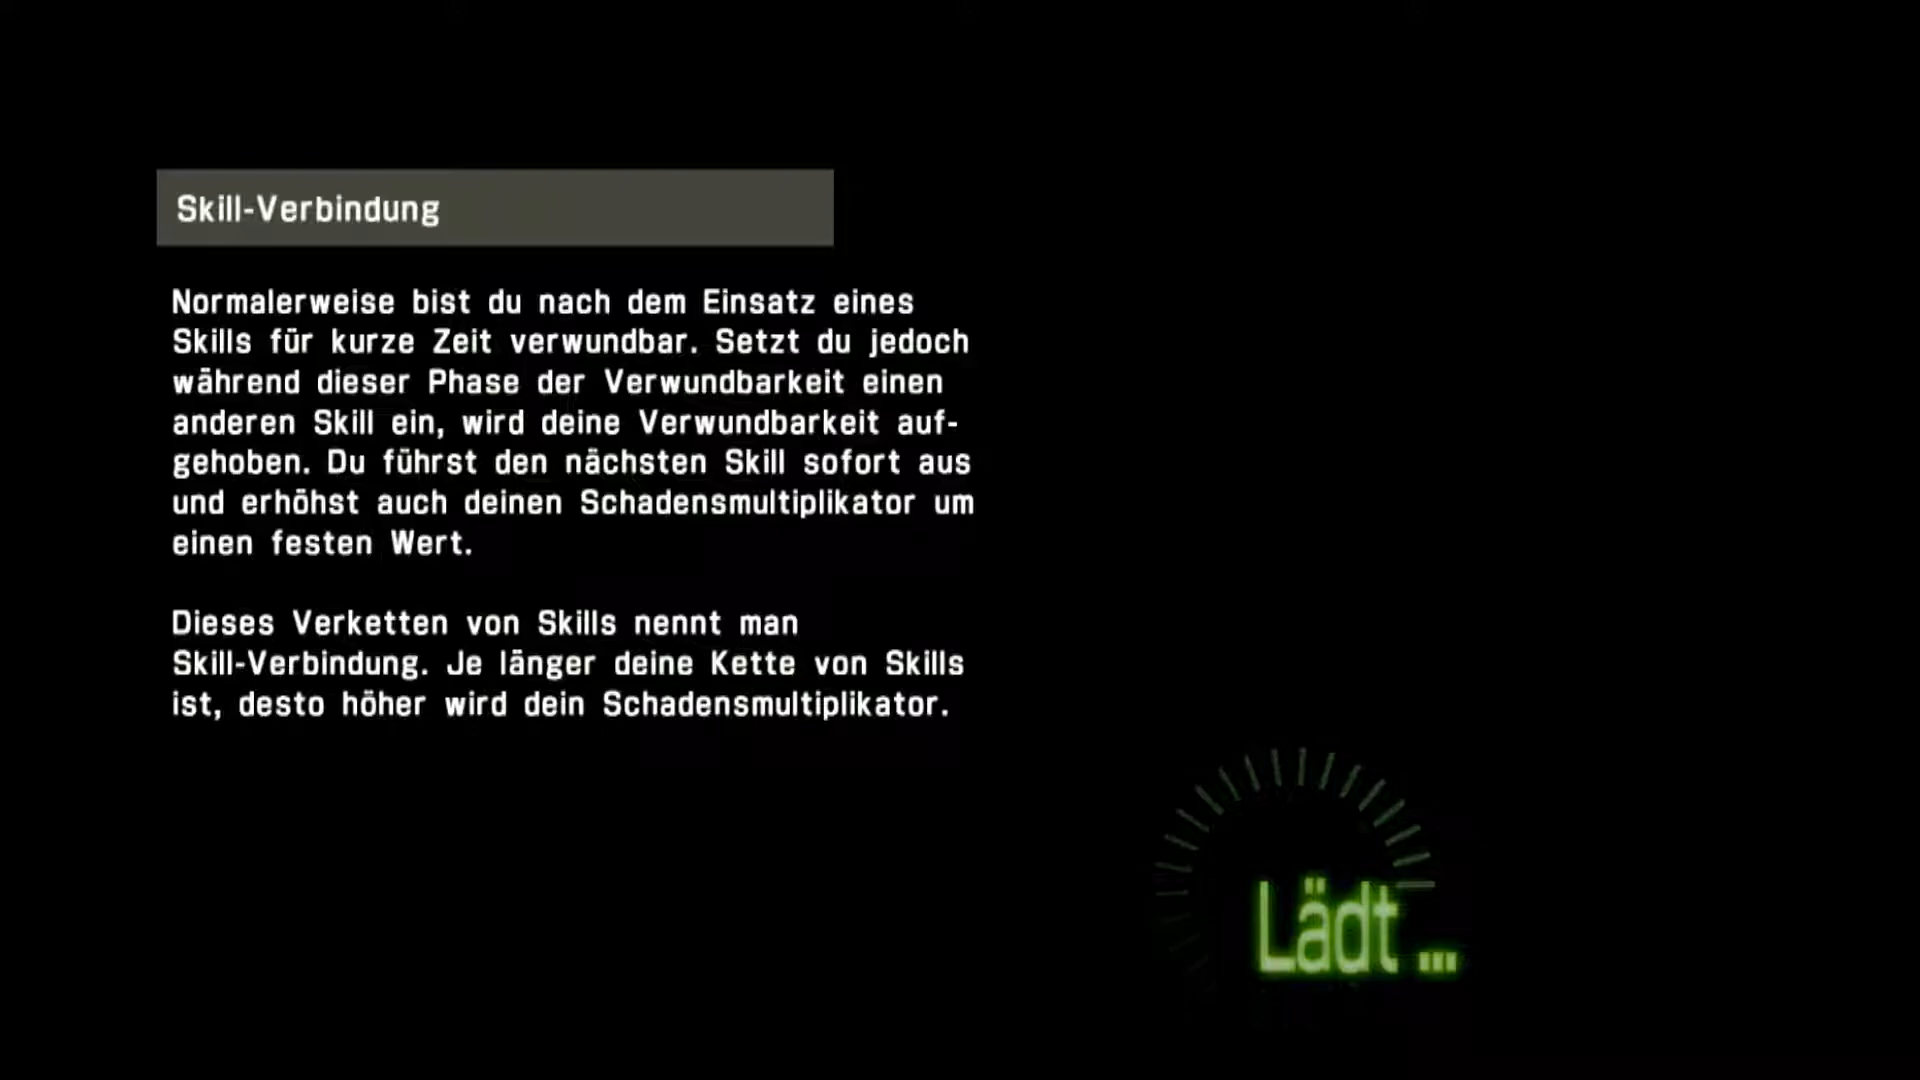 Skill-Verbindung
Normalerweise bist du nach dem Einsatz eines
Skills für kurze Zeit verwundbar. Setzt du jedoch
während dieser Phase der Verwundbarkeit einen
anderen Skill ein, wird deine Verwundbarkeit auf-
gehoben. Du führst den nächsten Skill sofort aus
und erhöhst auch deinen Schadensmultiplikator um
einen festen Wert.
Dieses Verketten von Skills nennt man
Skill-Verbindung. Je länger deine Kette von Skills
ist, desto höher wird dein Schadensmultiplikator.
Lädt ...